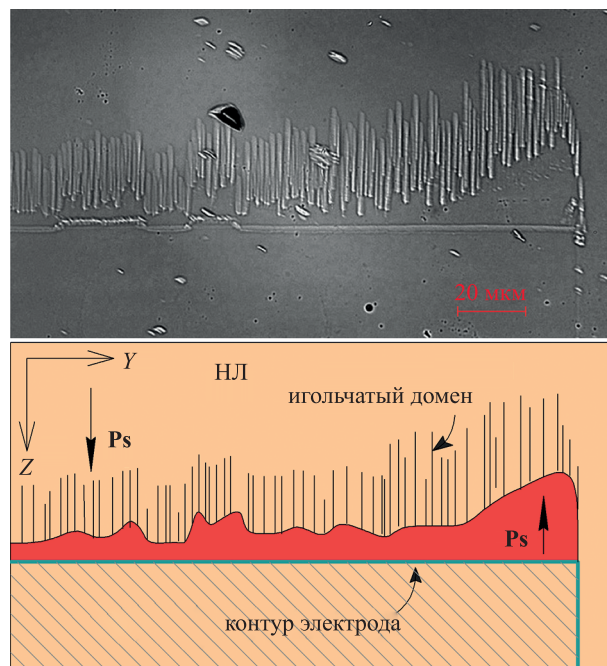 20 мкм
Y
НЛ
игольчатый домен
Ps
Z
Ps
контур электрода